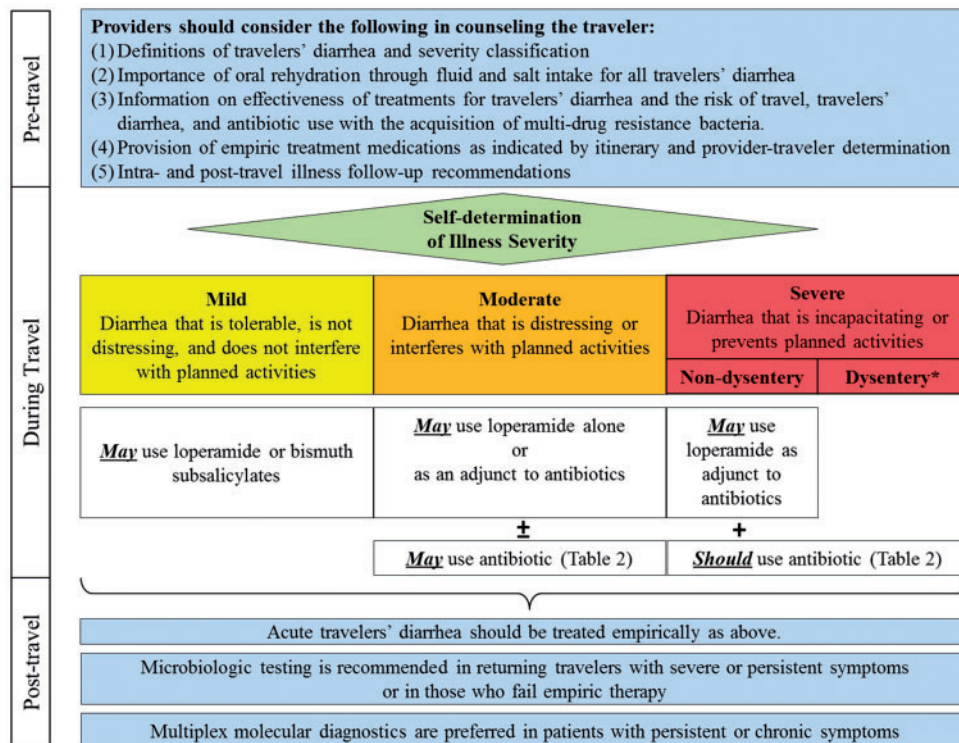 Pre-travel
Providers should consider the following in counseling the traveler:
(1) Definitions of travelers’ diarrhea and severity classification
(2) Importance of oral rehydration through fluid and salt intake for all travelers’ diarrhea
(3) Information on effectiveness of treatments for travelers’ diarrhea and the risk of travel, travelers’
diarrhea, and antibiotic use with the acquisition of multi-drug resistance bacteria.
(4) Provision of empiric treatment medications as indicated by itinerary and provider-traveler determination
(5) Intra- and post-travel illness follow-up recommendations
During Travel
Self-determination
of Illness Severity
Mild
Diarrhea that is tolerable, is not
distressing, and does not interfere
with planned activities
Moderate
Diarrhea that is distressing or
interferes with planned activities
Severe
Diarrhea that is incapacitating or
prevents planned activities
Non-dysentery
Dysentery*
May use loperamide or bismuth
subsalicylates
May use loperamide alone
or
as an adjunct to antibiotics
May use
loperamide as
adjunct to
antibiotics
±
+
May use antibiotic (Table 2)
Should use antibiotic (Table 2)
Post-travel
Acute travelers’ diarrhea should be treated empirically as above.
Microbiologic testing is recommended in returning travelers with severe or persistent symptoms
or in those who fail empiric therapy
Multiplex molecular diagnostics are preferred in patients with persistent or chronic symptoms